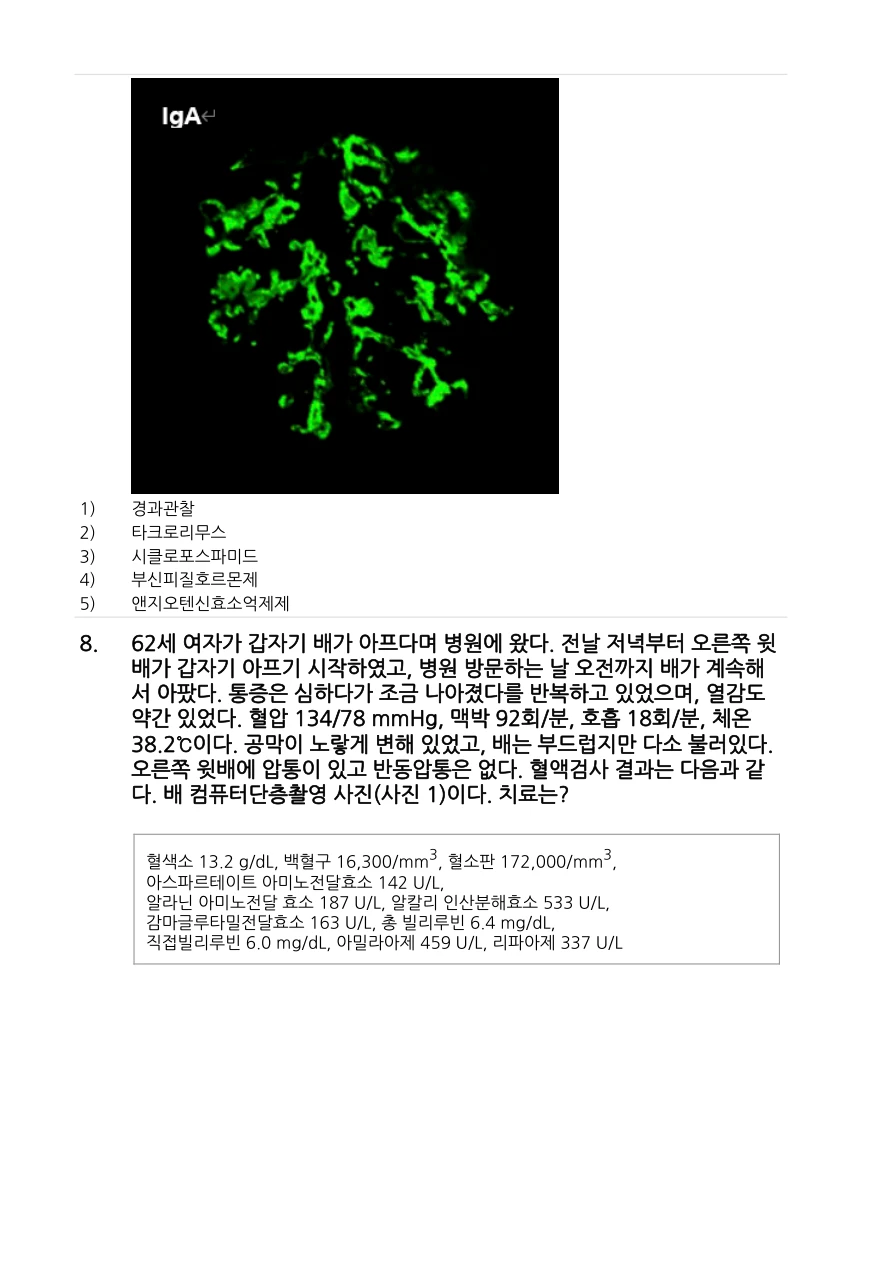 IgA↵
1) 경과관찰
2) 타크로리무스
3) 시클로포스파미드
4) 부신피질호르몬제
5) 앤지오텐신효소억제제
8. 62세 여자가 갑자기 배가 아프다며 병원에 왔다. 전날 저녁부터 오른쪽 윗
배가 갑자기 아프기 시작하였고, 병원 방문하는 날 오전까지 배가 계속해
서 아팠다. 통증은 심하다가 조금 나아졌다를 반복하고 있었으며, 열감도
약간 있었다. 혈압 134/78 mmHg, 맥박 92회/분, 호흡 18회/분, 체온
38.2℃이다. 공막이 노랗게 변해 있었고, 배는 부드럽지만 다소 불러있다.
오른쪽 윗배에 압통이 있고 반동압통은 없다. 혈액검사 결과는 다음과 같
다. 배 컴퓨터단층촬영 사진(사진 1)이다. 치료는?
혈색소 13.2 g/dL, 백혈구 16,300/mm³, 혈소판 172,000/mm³,
아스파르테이트 아미노전달효소 142 U/L,
알라닌 아미노전달 효소 187 U/L, 알칼리 인산분해효소 533 U/L,
감마글루타밀전달효소 163 U/L, 총 빌리루빈 6.4 mg/dL,
직접빌리루빈 6.0 mg/dL, 아밀라아제 459 U/L, 리파아제 337 U/L